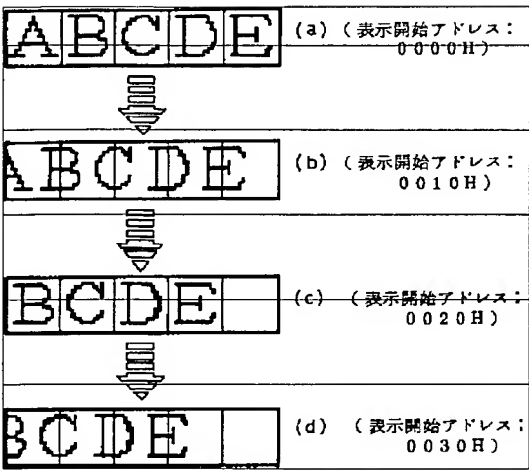 ABCDE
(a) (表示開始アドレス:
0000H)
ABCDE
(b) (表示開始アドレス:
0010H)
BCDE
(c) (表示開始アドレス:
0020H)
BCDE
(d) (表示開始アドレス:
0030H)